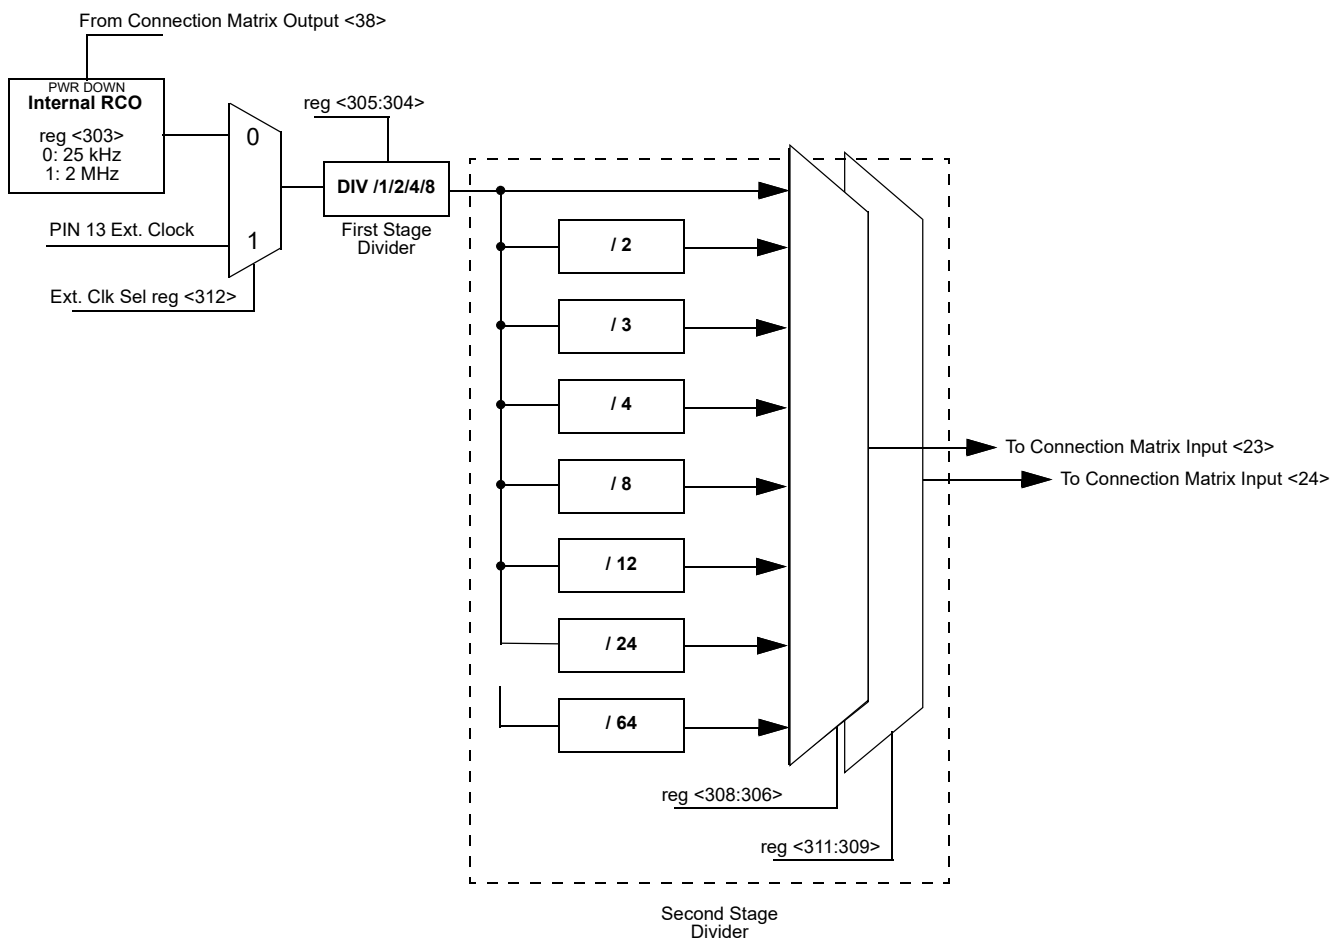 From Connection Matrix Output <38>
PWR DOWN
Internal RCO
reg <303>
0: 25 kHz
1: 2 MHz
PIN 13 Ext. Clock
Ext. Clk Sel reg <312>
0
1
reg <305:304>
DIV /1/2/4/8
First Stage
Divider
/ 2
/ 3
/ 4
/ 8
/ 12
/ 24
/ 64
To Connection Matrix Input <23>
To Connection Matrix Input <24>
reg <308:306>
reg <311:309>
Second Stage
Divider